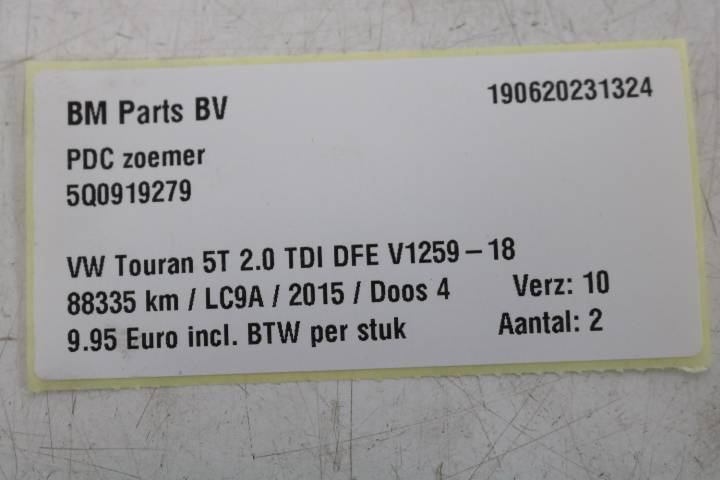 BM Parts BV 190620231324
PDC zoemer
5Q0919279
VW Touran 5T 2.0 TDI DFE V1259-18
88335 km / LC9A / 2015 / Doos 4 Verz: 10
9.95 Euro incl. BTW per stuk Aantal: 2